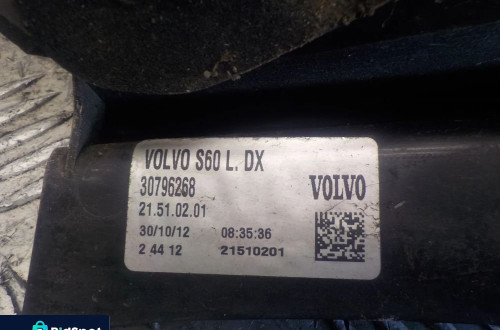 VOLVO S60 L. DX
30796268
VOLVO
21.51.02.01
30/10/12 08:35:36
2 44 12 21510201
BidSpot